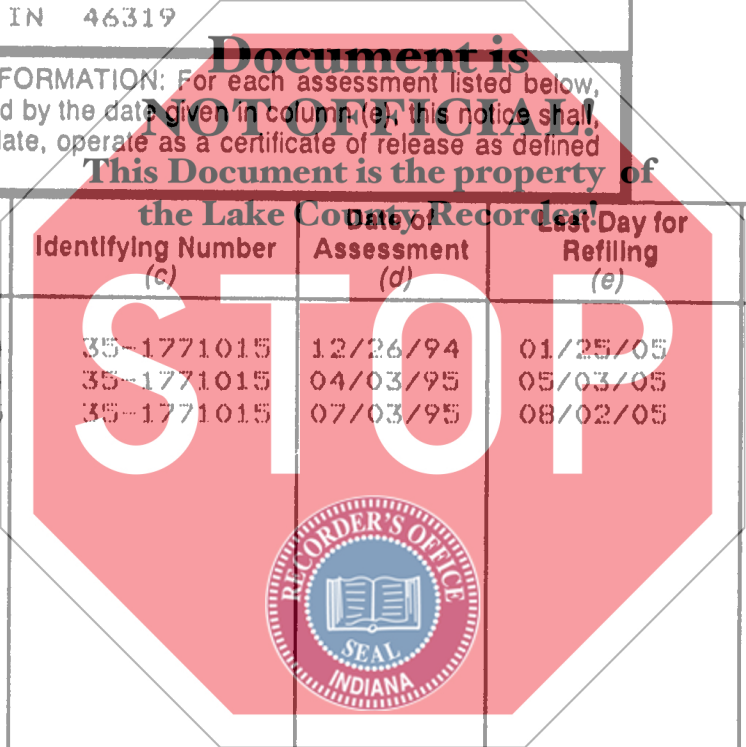 IN 46319
Document is
FORMATION: For each assessment listed below,
d by the date given in column (e), this notice shall,
NOT OFFICIAL!
late, operate as a certificate of release as defined
This Document is the property of
the Lake County Recorder!
Identifying Number
(c)
Date of
Assessment
(d)
Last Day for
Refiling
(e)
35-1771015 12/26/94 01/25/05
35-1771015 04/03/95 05/03/05
35-1771015 07/03/95 08/02/05
STOP
RECORDER'S OFFICE
SEAL
INDIANA